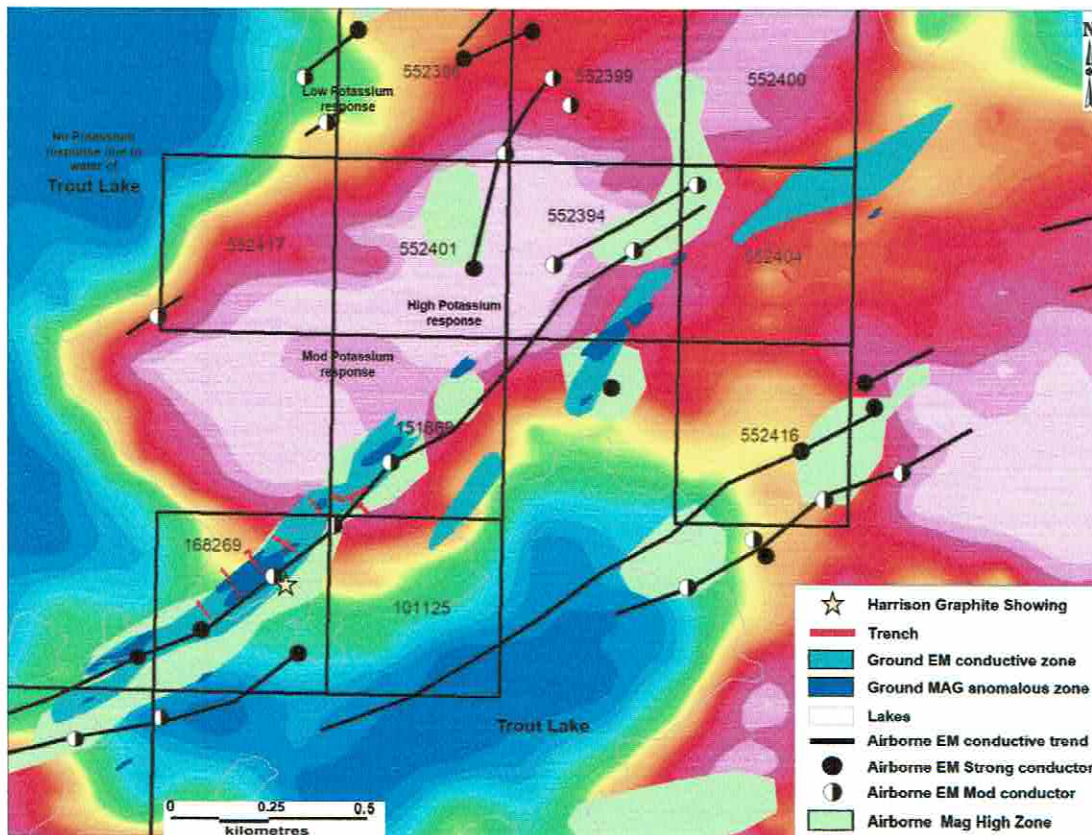 N
552399
552400
Low Potassium
response
No Potassium
response due to
water of
Trout Lake
552417
552401
552394
552404
High Potassium
response
Mod Potassium
response
552416
168269
101125
Trout Lake
0 0.25 0.5
kilometres
Harrison Graphite Showing
Trench
Ground EM conductive zone
Ground MAG anomalous zone
Lakes
Airborne EM conductive trend
Airborne EM Strong conductor
Airborne EM Mod conductor
Airborne Mag High Zone